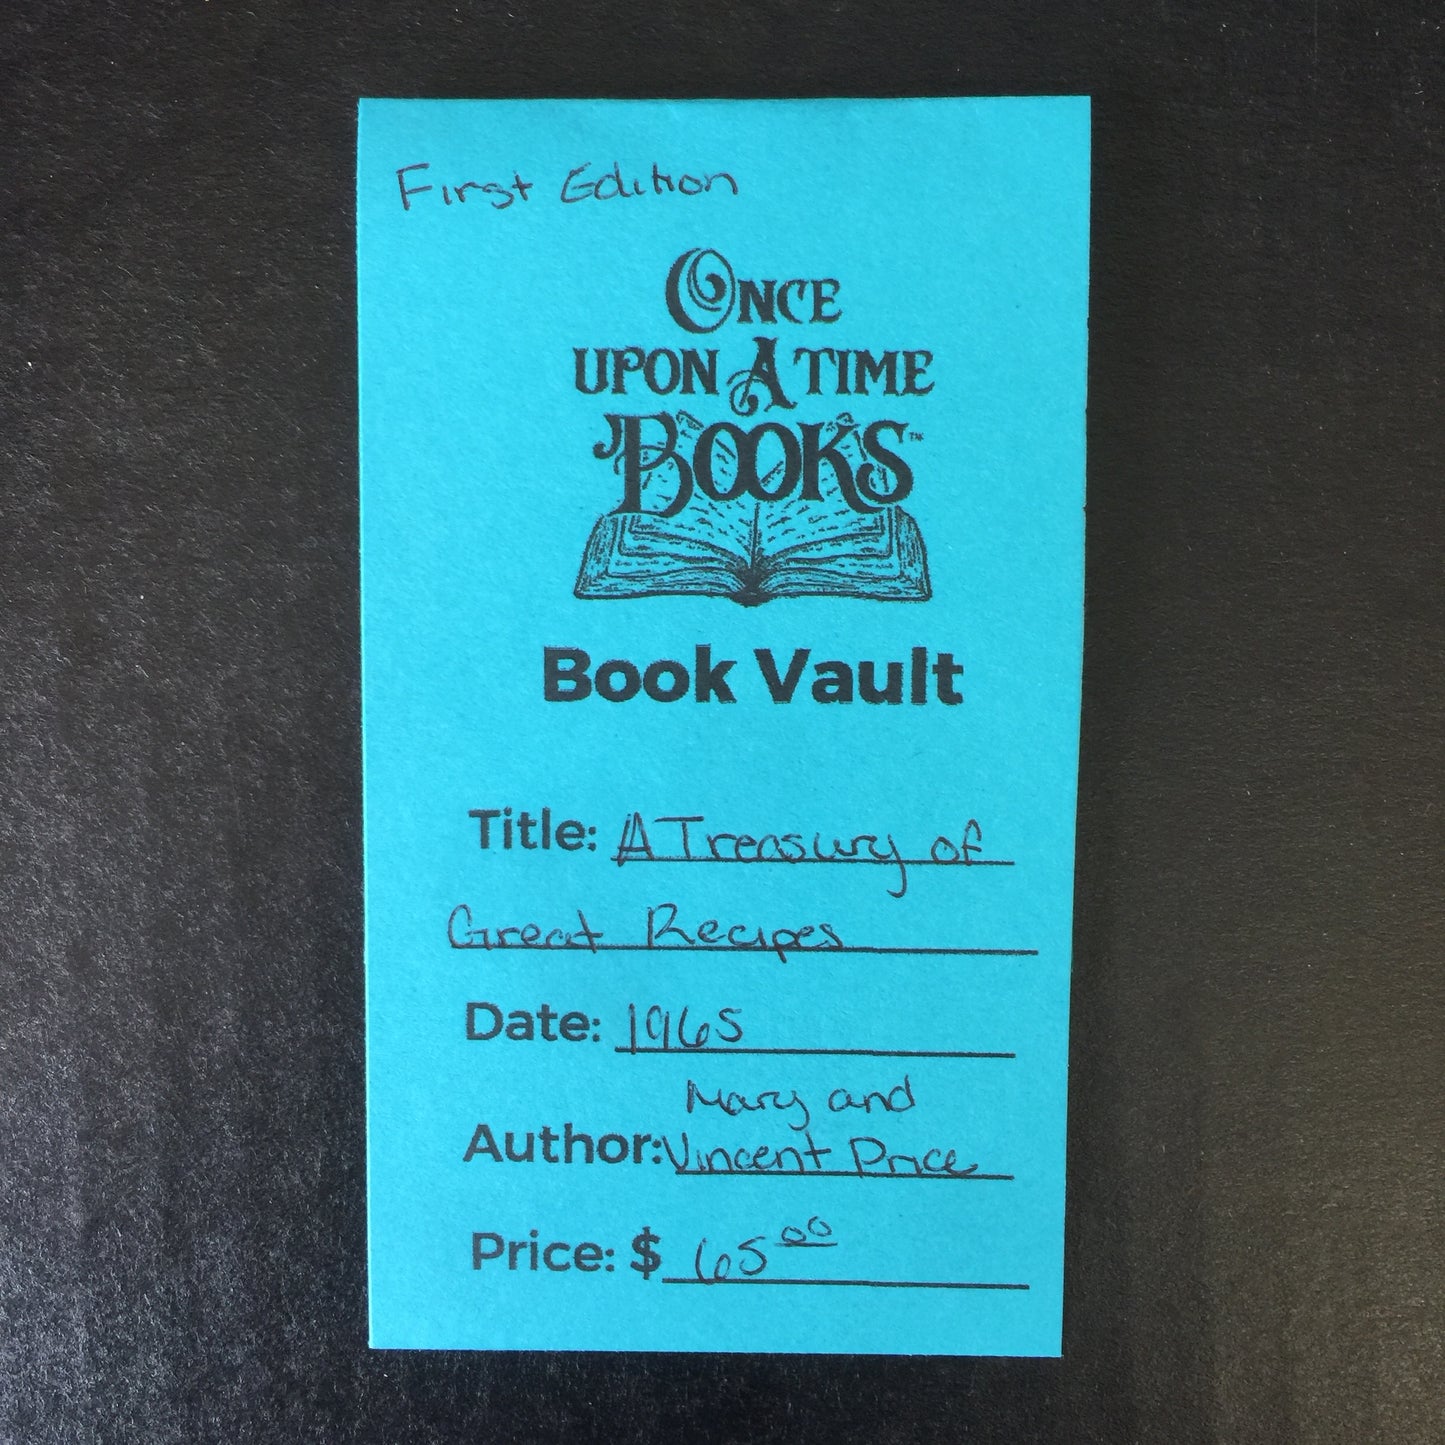 First Edition
ONCE
UPON A TIME
BOOKS™
Book Vault
Title: A Treasury of
Great Recipes
Date: 1965
Mary and
Author: Vincent Price
Price: $ 65 00